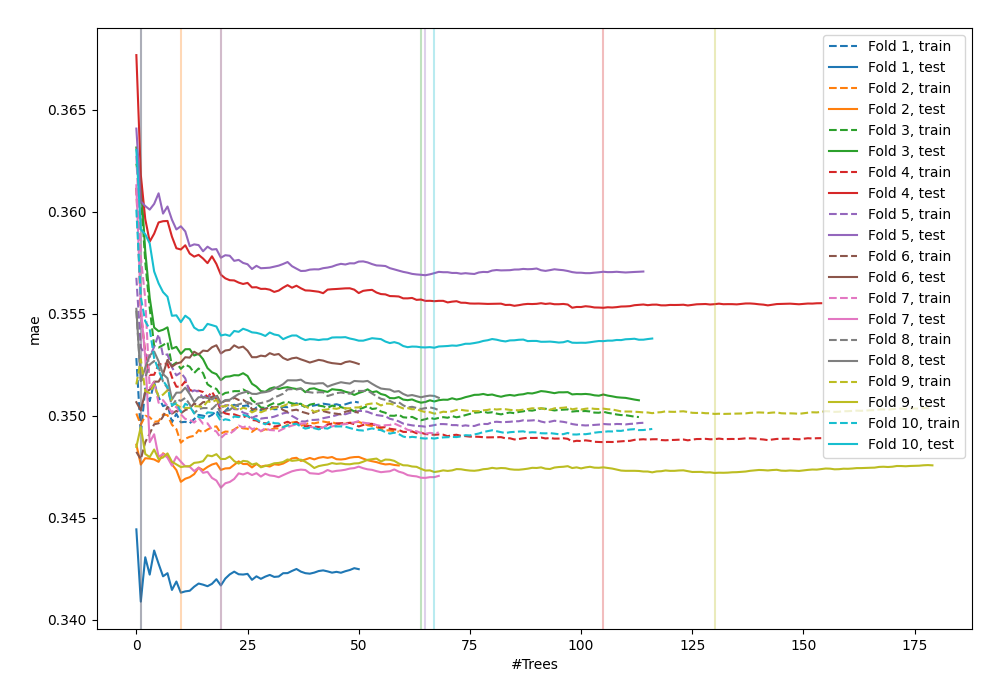 0.365
0.360
0.355
0.350
0.345
0.340
mae
0
25
50
75
100
125
150
175
#Trees
Fold 1, train
Fold 1, test
Fold 2, train
Fold 2, test
Fold 3, train
Fold 3, test
Fold 4, train
Fold 4, test
Fold 5, train
Fold 5, test
Fold 6, train
Fold 6, test
Fold 7, train
Fold 7, test
Fold 8, train
Fold 8, test
Fold 9, train
Fold 9, test
Fold 10, train
Fold 10, test